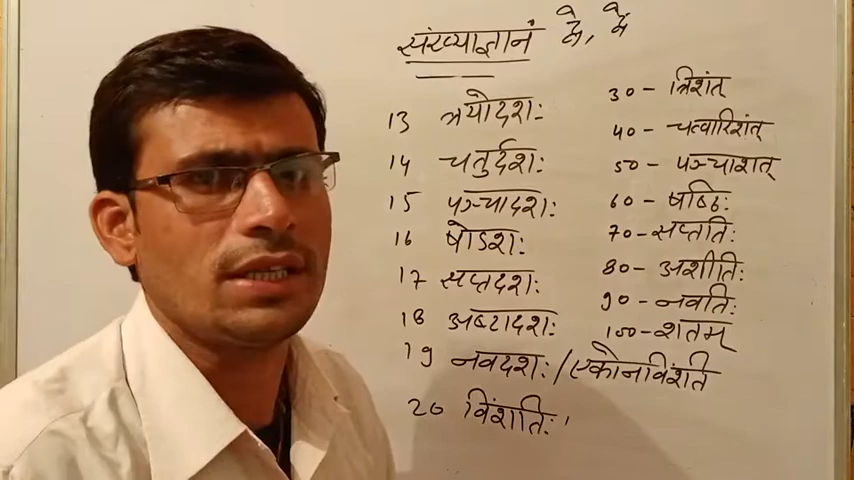 संख्याज्ञानं द्वे, द्वे
13 त्रयोदशः
14 चतुर्दशः
15 पञ्चादशः
16 षोडशः
17 सप्तदशः
18 अष्टादशः
19 नवदशः/एकोनविंशति
20 विंशतिः
30 - त्रिशंत्
40 - चत्वारिशंत्
50 - पञ्चाशत्
60 - षष्ठिः
70 - सप्ततिः
80 - अशीतिः
90 - नवतिः
100 - शतम्